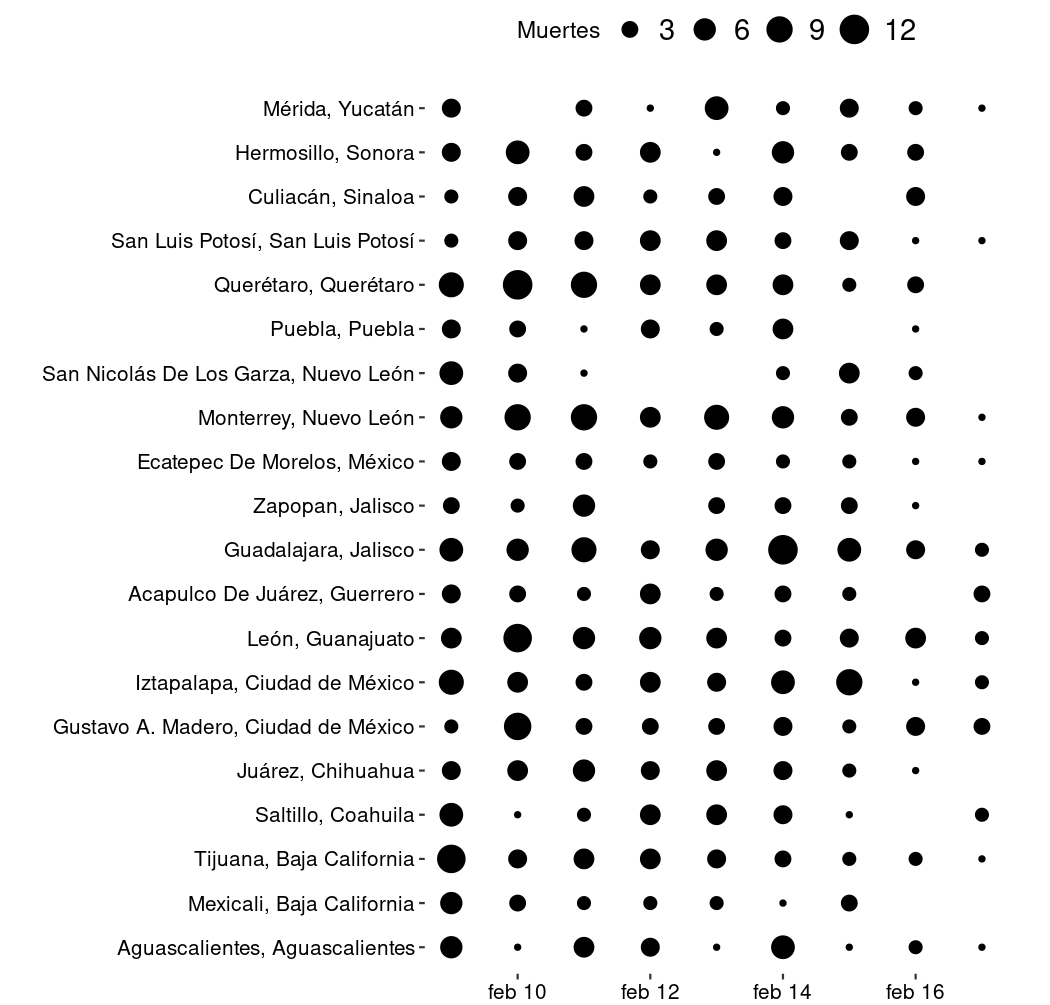 Muertes 3 6 9 12
Mérida, Yucatán
Hermosillo, Sonora
Culiacán, Sinaloa
San Luis Potosí, San Luis Potosí
Querétaro, Querétaro
Puebla, Puebla
San Nicolás De Los Garza, Nuevo León
Monterrey, Nuevo León
Ecatepec De Morelos, México
Zapopan, Jalisco
Guadalajara, Jalisco
Acapulco De Juárez, Guerrero
León, Guanajuato
Iztapalapa, Ciudad de México
Gustavo A. Madero, Ciudad de México
Juárez, Chihuahua
Saltillo, Coahuila
Tijuana, Baja California
Mexicali, Baja California
Aguascalientes, Aguascalientes
feb 10 feb 12 feb 14 feb 16